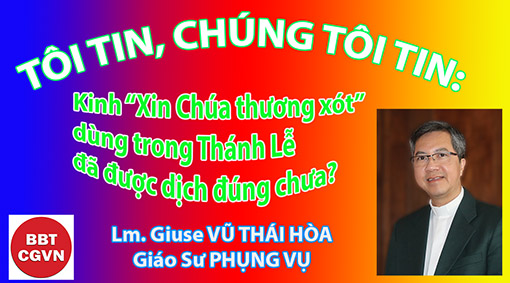 TÔI TIN, CHÚNG TÔI TIN:
Kinh “Xin Chúa thương xót”
dùng trong Thánh Lễ
đã được dịch đúng chưa?
BBT
CGVN
Lm. Giuse VŨ THÁI HÒA
Giáo Sư PHỤNG VỤ